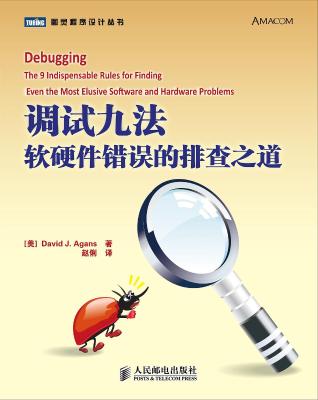 TURING 图灵程序设计丛书
AMACOM
Debugging
The 9 Indispensable Rules for Finding
Even the Most Elusive Software and Hardware Problems
调试九法
软硬件错误的排查之道
[美] David J. Agans 著
赵俐 译
人民邮电出版社
POSTS & TELECOM PRESS